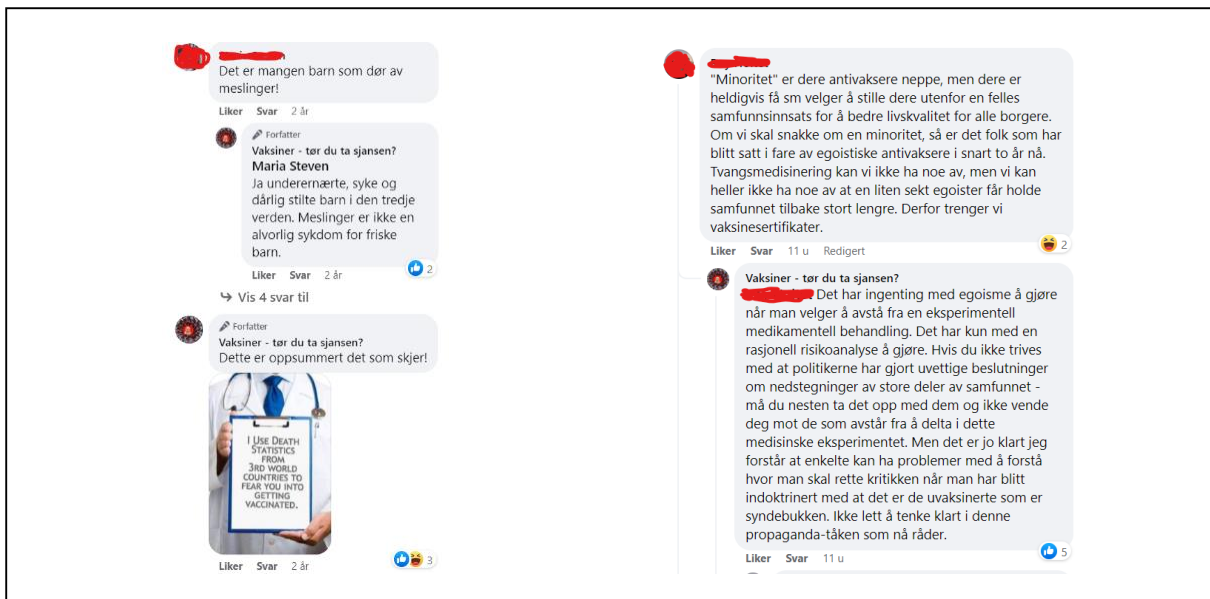 Det er mangen barn som dør av
meslinger!
Liker Svar 2 år
Forfatter
Vaksiner - tør du ta sjansen?
Maria Steven
Ja underernærte, syke og
dårlig stilte barn i den tredje
verden. Meslinger er ikke en
alvorlig sykdom for friske
barn.
Liker Svar 2 år
2
Vis 4 svar til
Forfatter
Vaksiner - tør du ta sjansen?
Dette er oppsummert det som skjer!
I USE DEATH
STATISTICS
FROM
3RD WORLD
COUNTRIES TO
FEAR YOU INTO
GETTING
VACCINATED.
Liker Svar 2 år
3
"Minoritet" er dere antivaksere neppe, men dere er
heldigvis få sm velger å stille dere utenfor en felles
samfunnsinnsats for å bedre livskvalitet for alle borgere.
Om vi skal snakke om en minoritet, så er det folk som har
blitt satt i fare av egoistiske antivaksere i snart to år nå.
Tvangsmedisinering kan vi ikke ha noe av, men vi kan
heller ikke ha noe av at en liten sekt egoister får holde
samfunnet tilbake stort lengre. Derfor trenger vi
vaksinesertifikater.
2
Liker Svar 11 u Redigert
Vaksiner - tør du ta sjansen?
Det har ingenting med egoisme å gjøre
når man velger å avstå fra en eksperimentell
medikamentell behandling. Det har kun med en
rasjonell risikoanalyse å gjøre. Hvis du ikke trives
med at politikerne har gjort uvettige beslutninger
om nedstegninger av store deler av samfunnet -
må du nesten ta det opp med dem og ikke vende
deg mot de som avstår fra å delta i dette
medisinske eksperimentet. Men det er jo klart jeg
forstår at enkelte kan ha problemer med å forstå
hvor man skal rette kritikken når man har blitt
indoktrinert med at det er de uvaksinerte som er
syndebukken. Ikke lett å tenke klart i denne
propaganda-tåken som nå råder.
5
Liker Svar 11 u